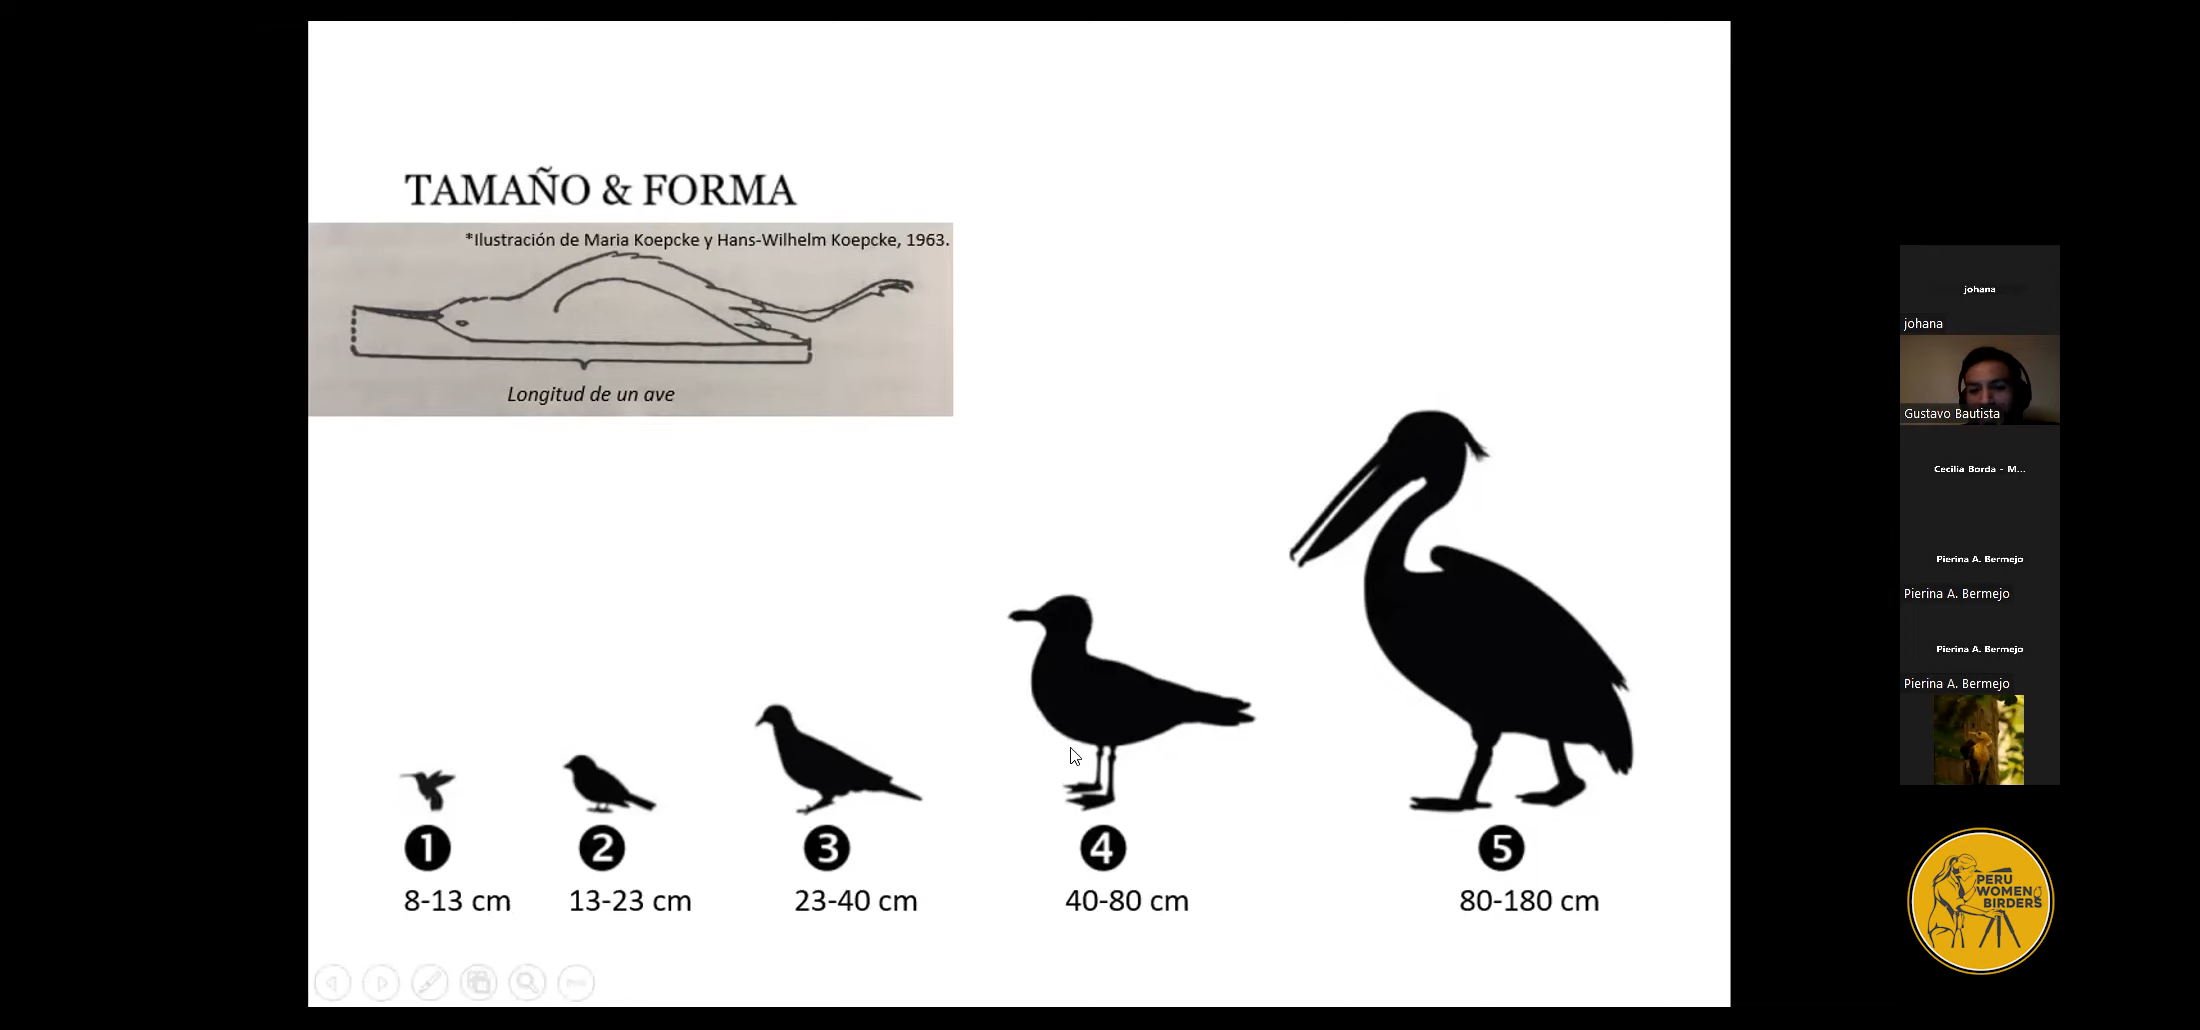 TAMAÑO & FORMA
*Ilustración de Maria Koepcke y Hans-Wilhelm Koepcke, 1963.
Longitud de un ave
1
2
3
4
5
8-13 cm
13-23 cm
23-40 cm
40-80 cm
80-180 cm
johana
johana
Gustavo Bautista
Cecilia Borda - M...
Pierina A. Bermejo
Pierina A. Bermejo
Pierina A. Bermejo
Pierina A. Bermejo
PERU
WOMEN
BIRDERS